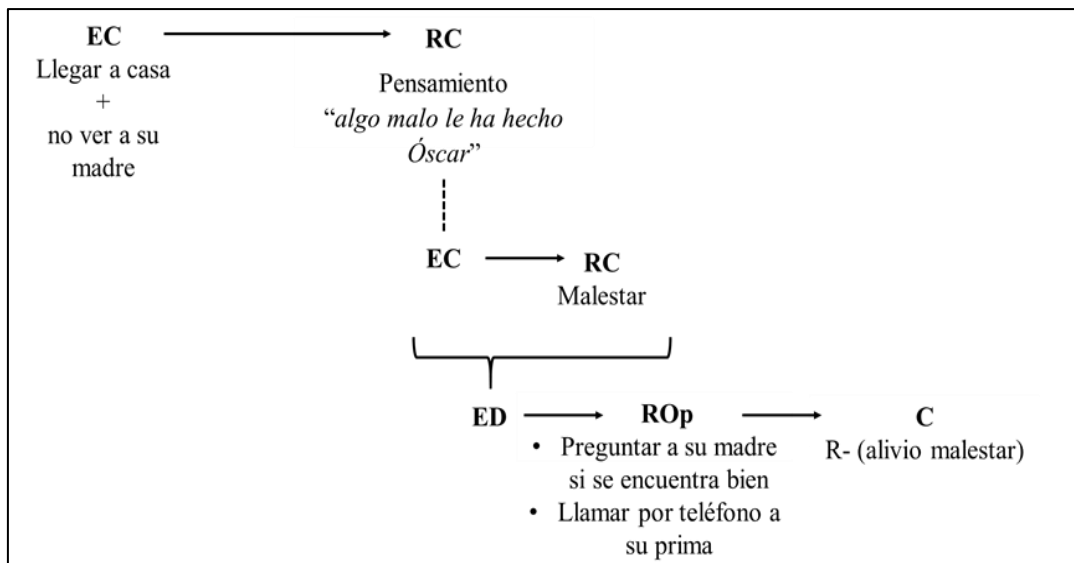 EC
RC
Llegar a casa
+
no ver a su
madre
Pensamiento
“algo malo le ha hecho
Óscar”
EC
RC
Malestar
ED
ROp
C
• Preguntar a su madre
si se encuentra bien
• Llamar por teléfono a
su prima
R- (alivio malestar)